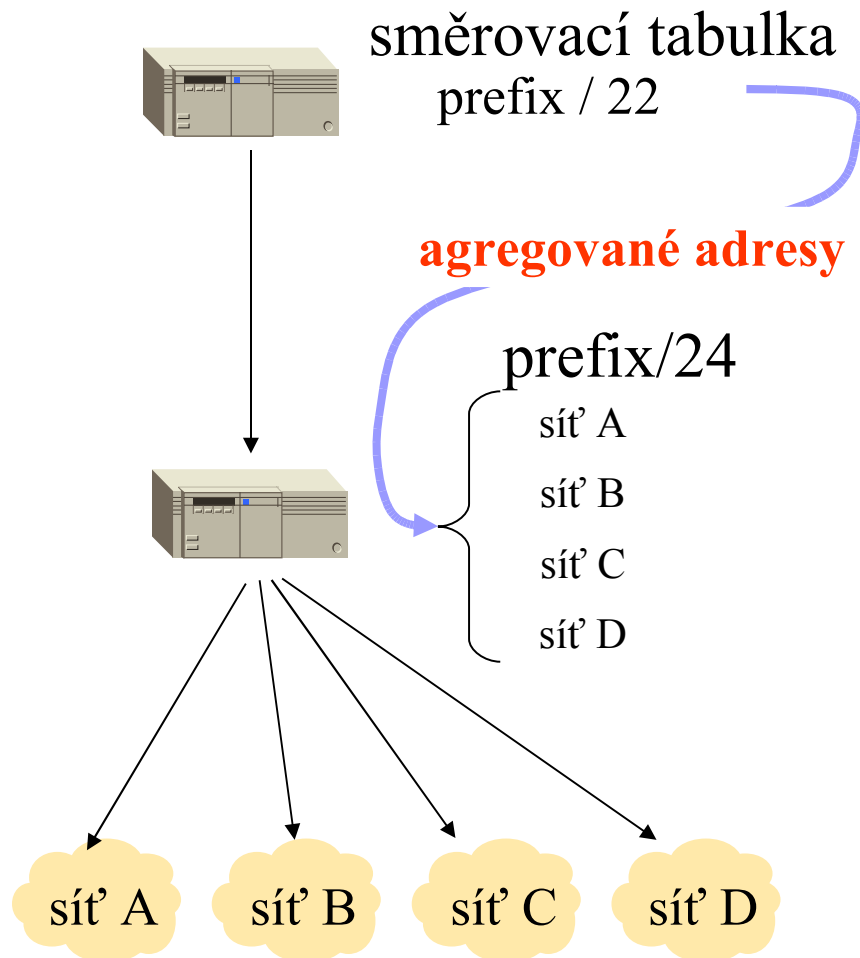 směrovací tabulka
prefix / 22
agregované adresy
prefix/24
síť A
síť B
síť C
síť D
síť A
síť B
síť C
síť D